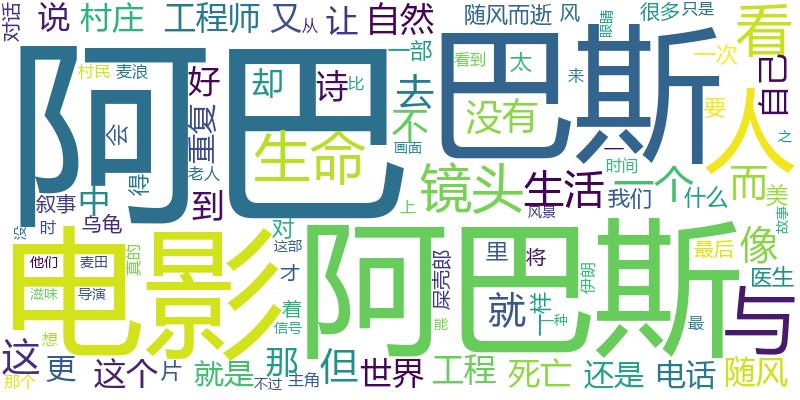 对话 说 村庄 工程师 又 从 让 自然 随风而逝 风 眼睛 很多 只是 看
阿巴 巴斯 人
村民 麦浪 好 却 诗 比 一部 去 看到 太 来 一次 自己
生命 不 没有 要 之
会 重复 老人 画面 一 时间
得 到 镜头 生活 一个 而 美
叙事 中 乌龟 对 上 风景 我们 什么 故事
没 时 电影 阿巴斯 像
他们 麦田 真的 这部 才 屎壳郎 里 将 伊朗 最后 医生
滋味 导演 着 信号 能 就 一样 一种 最 与
想 这 更 这个 片 就是 那 但 世界 工程 死亡 还是 电话 随风
那个 不过 主角